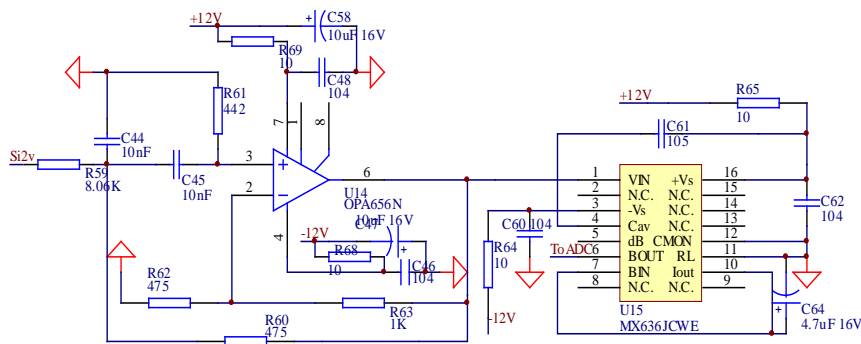 +12V
C58
10uF 16V
R69
10
C48
104
R61
442
7
1
8
C44
10nF
Si2v
R59
8.06K
C45
10nF
3
2
6
4
U14
OPA656N
C47
10uF 16V
-12V
R68
10
C46
104
R62
475
R63
1K
R60
475
+12V
R65
10
C61
105
1
2
3
4
5
6
7
8
VIN
N.C.
-Vs
Cav
dB
BOUT
BIN
N.C.
+Vs
N.C.
N.C.
N.C.
CMON
RL
Iout
N.C.
16
15
14
13
12
11
10
9
C62
104
C60 104
R64
10
ToADC
-12V
U15
MX636JCWE
C64
4.7uF 16V